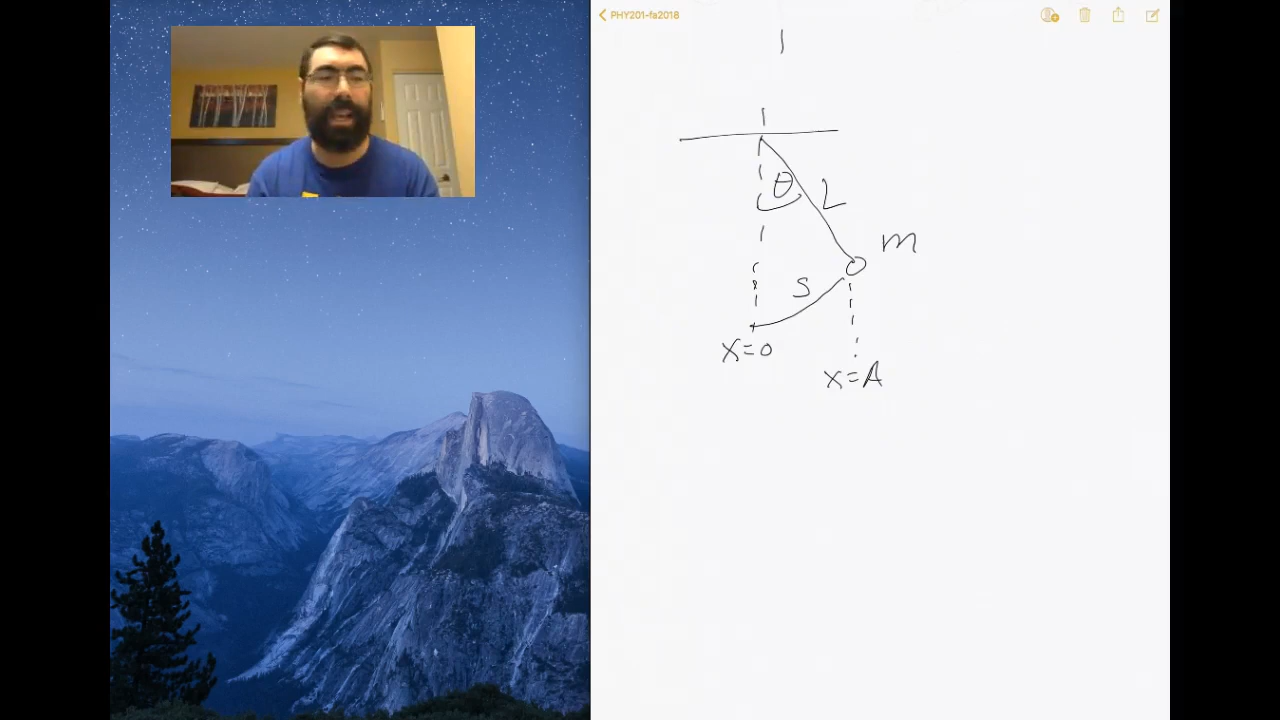 PHY201-fa2018
θ
L
m
S
x=0
x=A